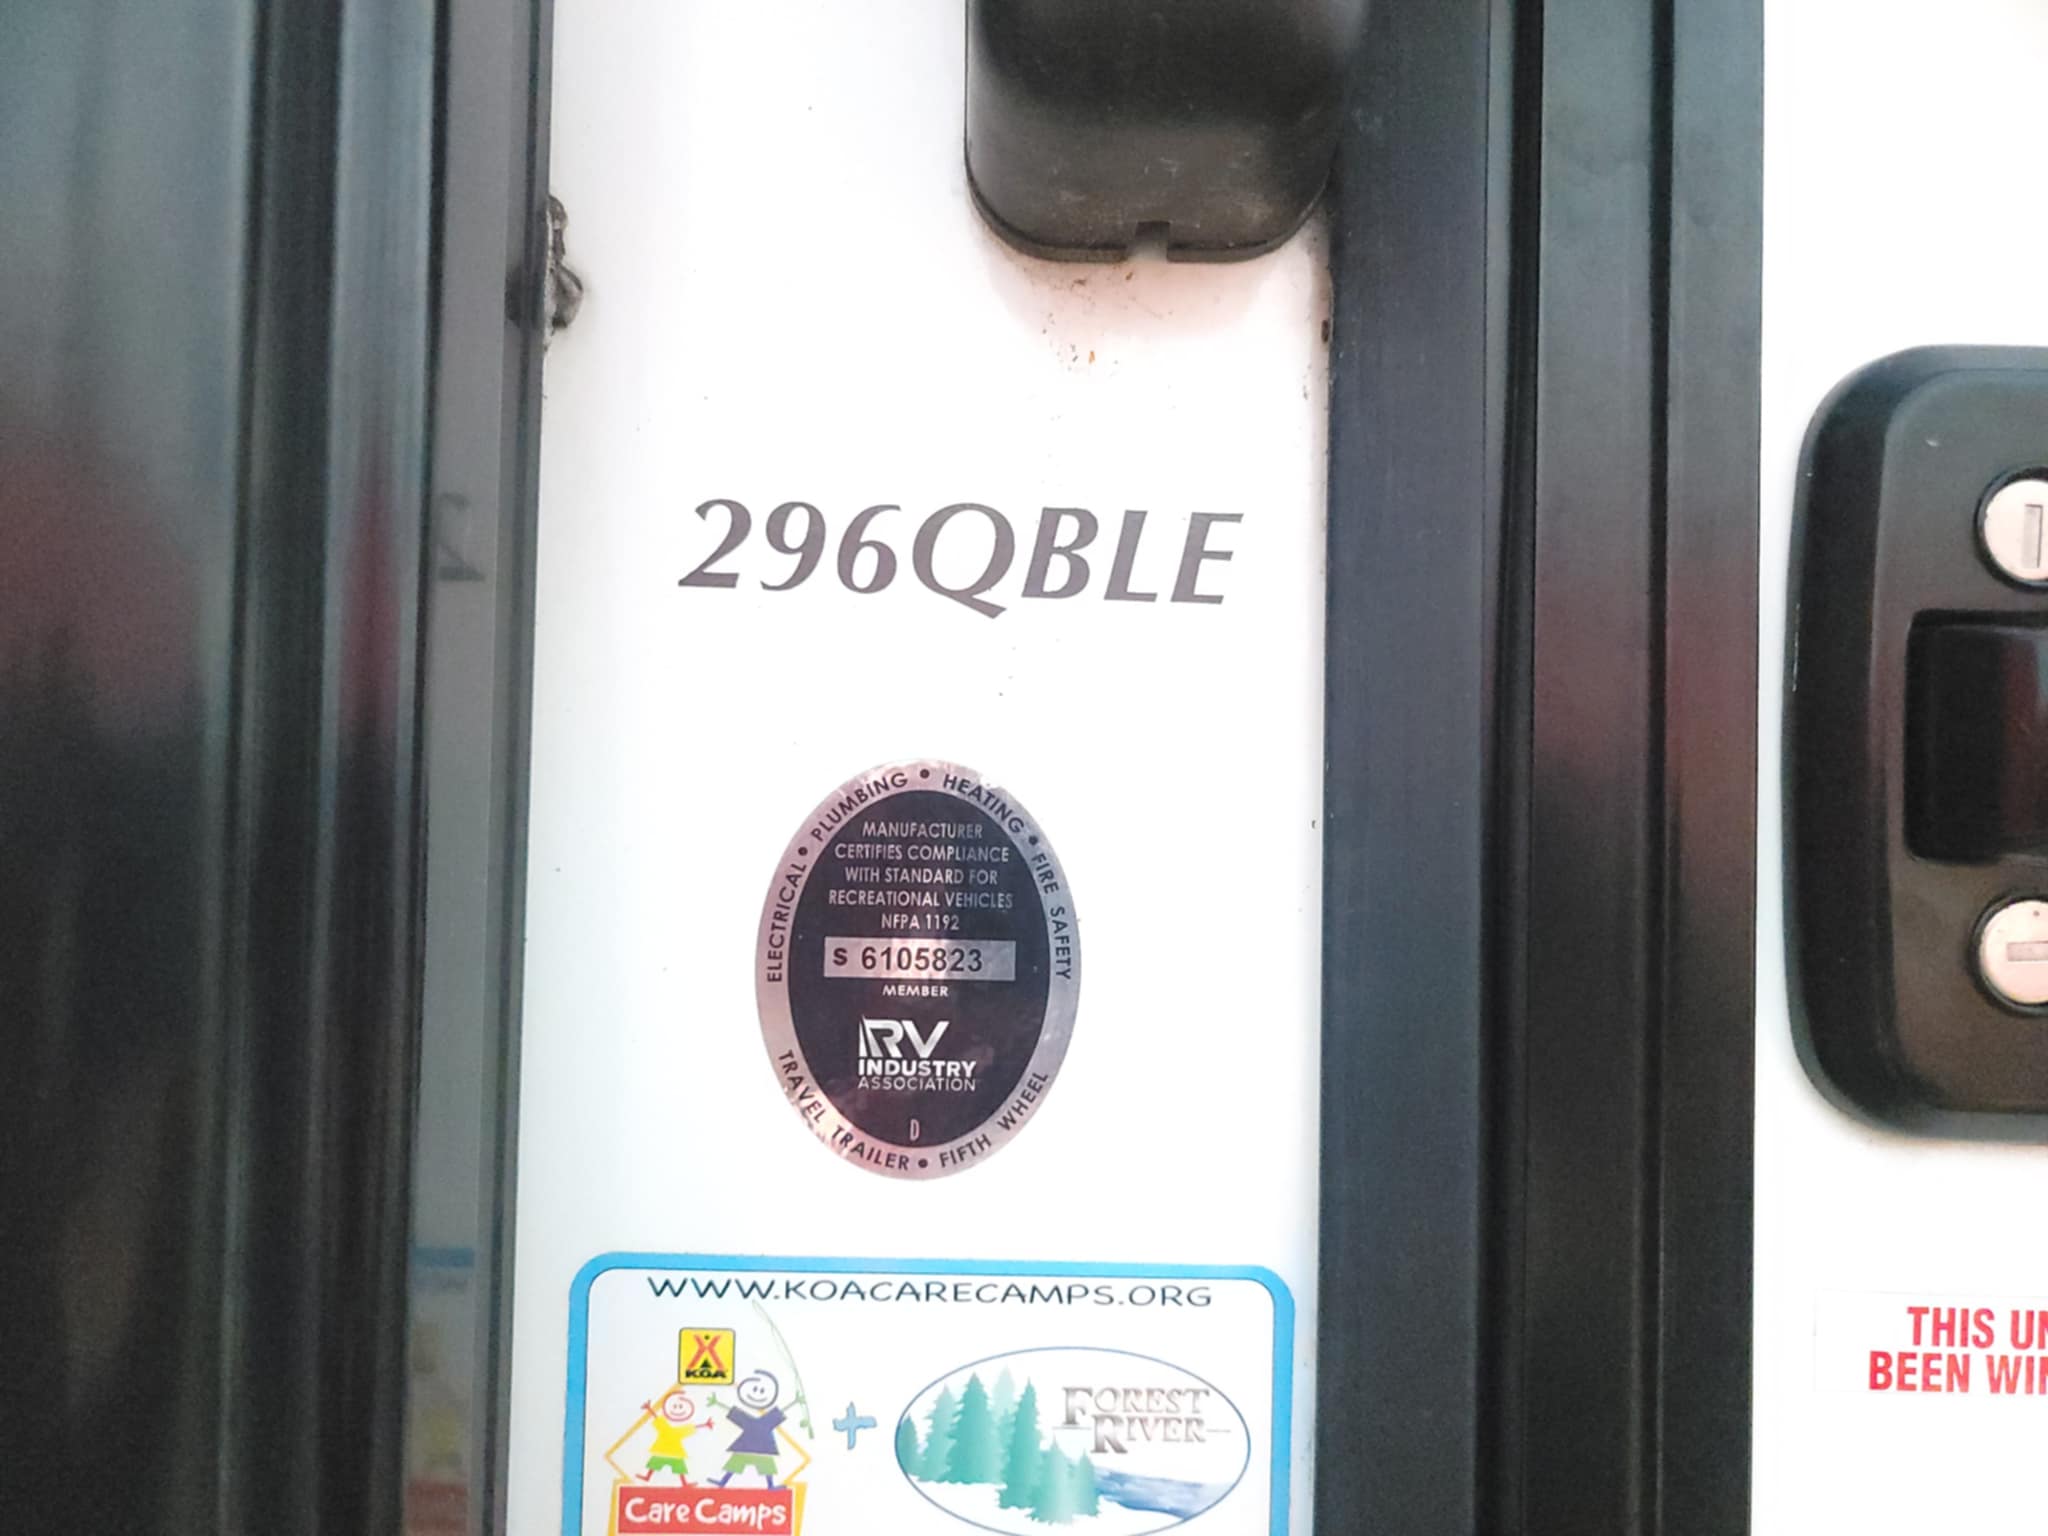 296QBLE
ELECTRICAL • PLUMBING • HEATING • FIRE SAFETY
MANUFACTURER
CERTIFIES COMPLIANCE
WITH STANDARD FOR
RECREATIONAL VEHICLES
NFPA 1192
S 6105823
MEMBER
RV
INDUSTRY
ASSOCIATION
D
TRAVEL TRAILER • FIFTH WHEEL
WWW.KOACARECAMPS.ORG
KOA
+
FOREST
RIVER
Care Camps
THIS UN
BEEN WIN